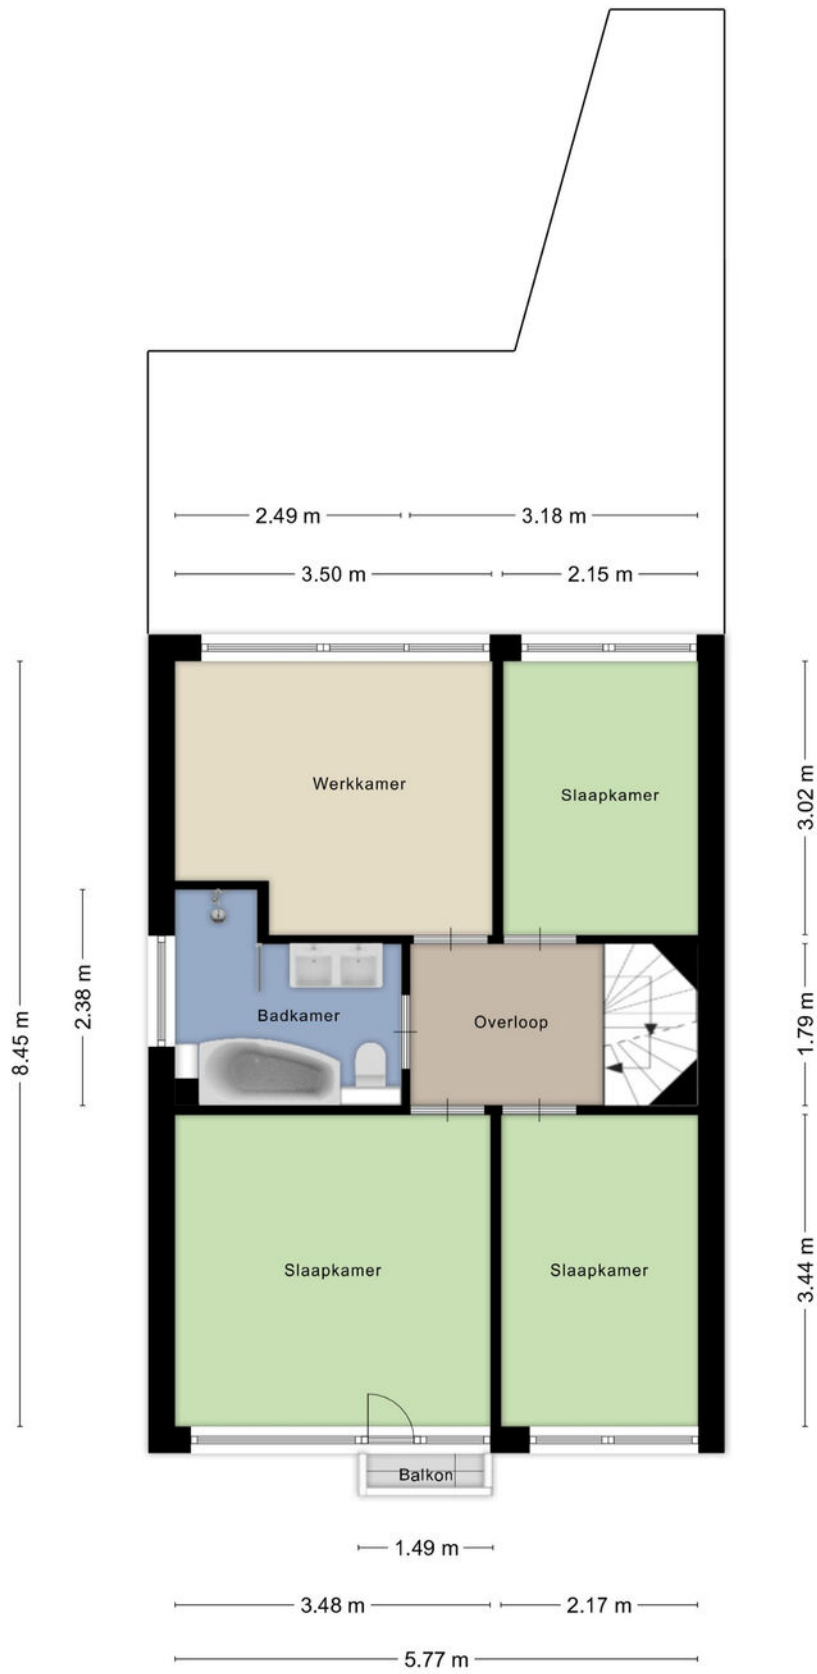 2.49 m
3.18 m
3.50 m
2.15 m
Werkkamer
Slaapkamer
3.02 m
8.45 m
2.38 m
Badkamer
Overloop
1.79 m
Slaapkamer
Slaapkamer
3.44 m
Balkon
1.49 m
3.48 m
2.17 m
5.77 m